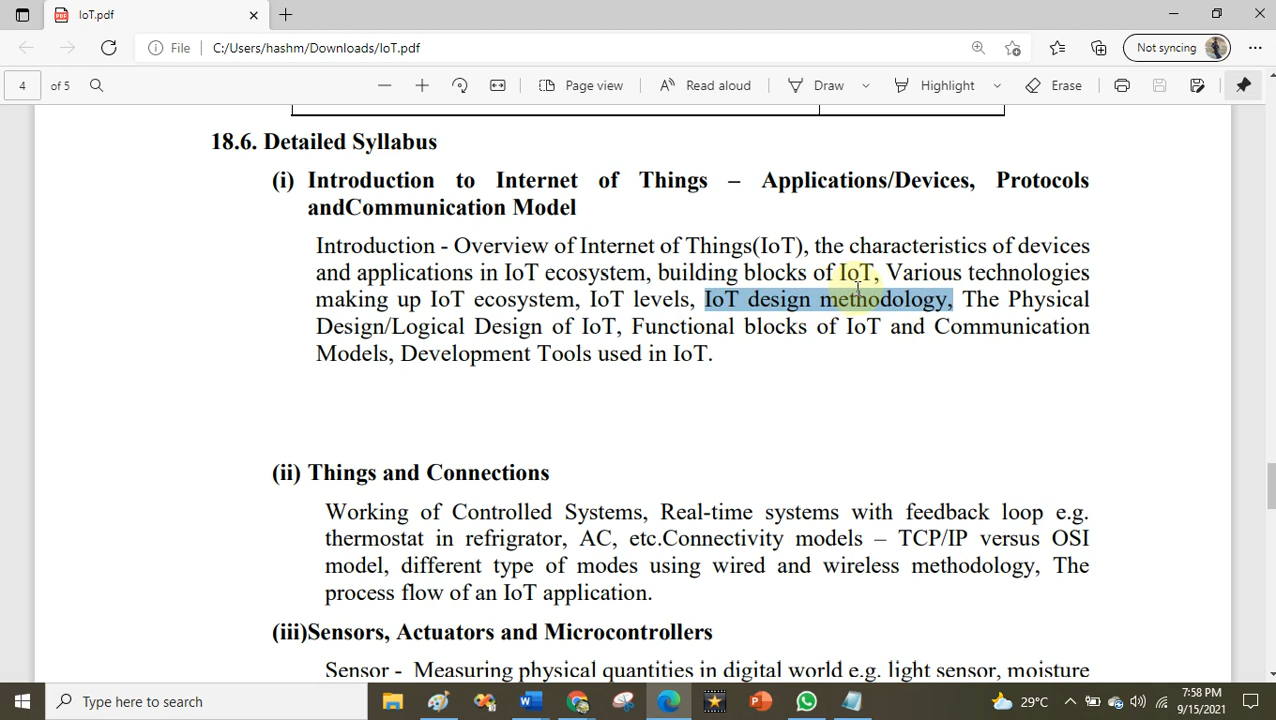 IoT.pdf
File
C:/Users/hashm/Downloads/IoT.pdf
Not syncing
4 of 5
Page view
Read aloud
Draw
Highlight
Erase
18.6. Detailed Syllabus
(i) Introduction to Internet of Things – Applications/Devices, Protocols
andCommunication Model
Introduction - Overview of Internet of Things(IoT), the characteristics of devices
and applications in IoT ecosystem, building blocks of IoT, Various technologies
making up IoT ecosystem, IoT levels, IoT design methodology, The Physical
Design/Logical Design of IoT, Functional blocks of IoT and Communication
Models, Development Tools used in IoT.
(ii) Things and Connections
Working of Controlled Systems, Real-time systems with feedback loop e.g.
thermostat in refrigrator, AC, etc.Connectivity models – TCP/IP versus OSI
model, different type of modes using wired and wireless methodology, The
process flow of an IoT application.
(iii)Sensors, Actuators and Microcontrollers
Sensor - Measuring physical quantities in digital world e.g. light sensor, moisture
Type here to search
29°C
7:58 PM
9/15/2021